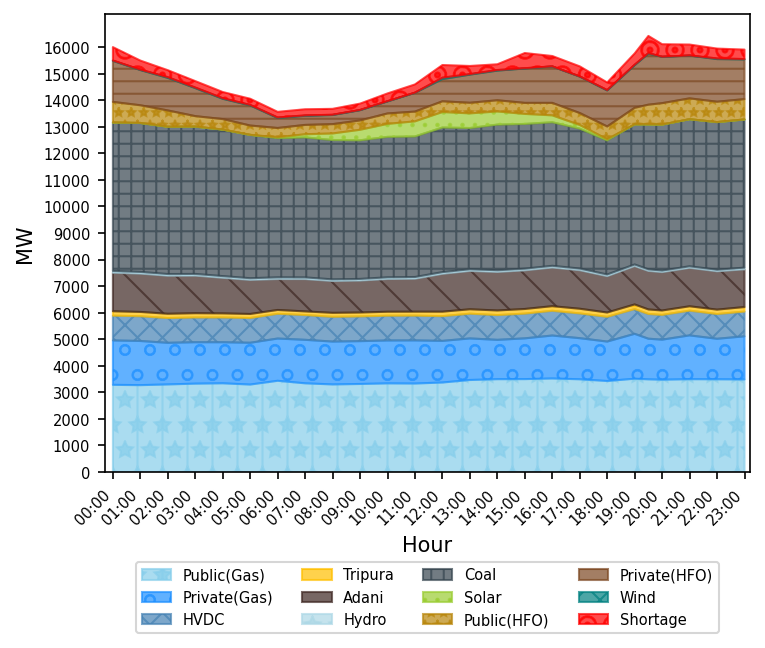 16000
15000
14000
13000
12000
11000
10000
9000
8000
7000
6000
5000
4000
3000
2000
1000
0
MW
00:00 01:00 02:00 03:00 04:00 05:00 06:00 07:00 08:00 09:00 10:00 11:00 12:00 13:00 14:00 15:00 16:00 17:00 18:00 19:00 20:00 21:00 22:00 23:00
Hour
Public(Gas) Tripura Coal Private(HFO)
Private(Gas) Adani Solar Wind
HVDC Hydro Public(HFO) Shortage